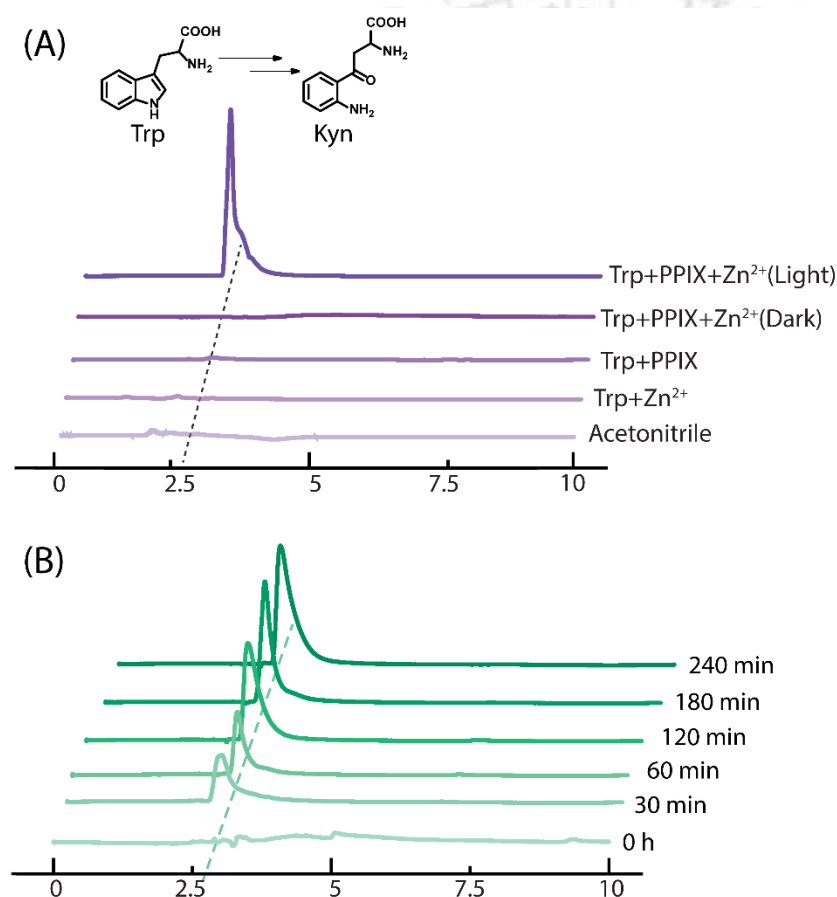 (A)
COOH
NH₂
N
H
Trp
COOH
NH₂
O
NH₂
Kyn
Trp+PPIX+Zn²⁺(Light)
Trp+PPIX+Zn²⁺(Dark)
Trp+PPIX
Trp+Zn²⁺
Acetonitrile
0 2.5 5 7.5 10
(B)
240 min
180 min
120 min
60 min
30 min
0 h
0 2.5 5 7.5 10